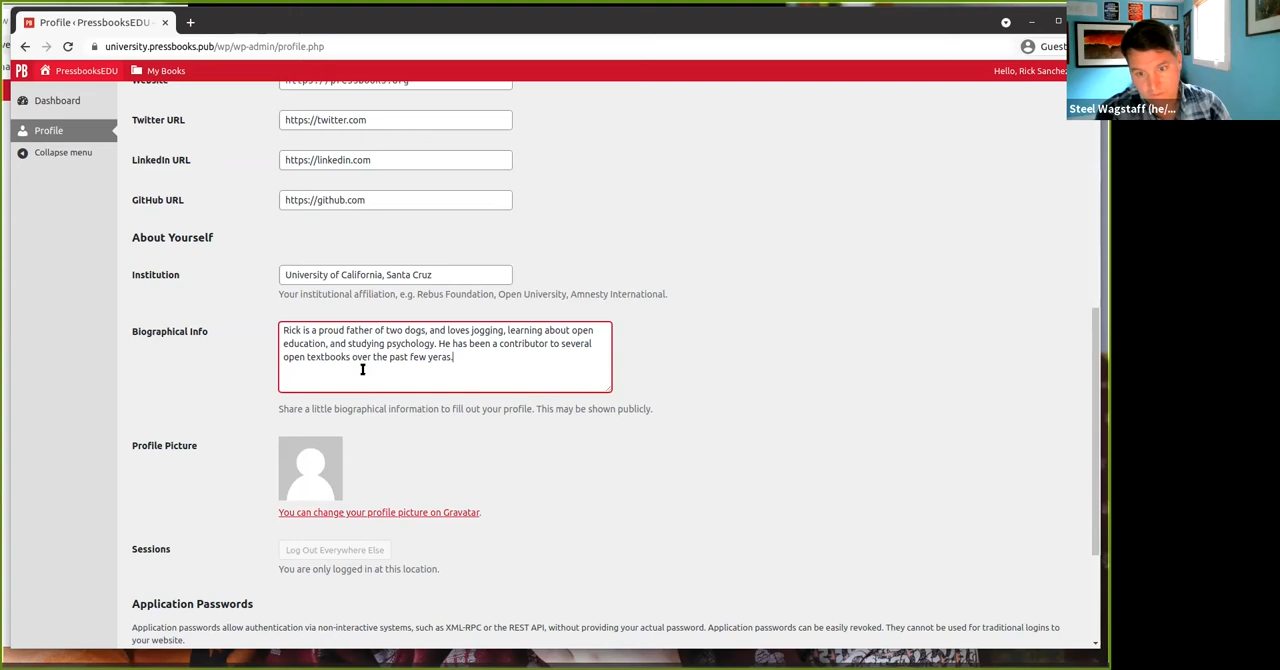 Profile ‹ PressbooksEDU
university.pressbooks.pub/wp/wp-admin/profile.php
Guest
PB PressbooksEDU My Books
Hello, Rick Sanchez
Dashboard
Profile
Collapse menu
Website https://pressbooks.org
Twitter URL https://twitter.com
LinkedIn URL https://linkedin.com
GitHub URL https://github.com
About Yourself
Institution University of California, Santa Cruz
Your institutional affiliation, e.g. Rebus Foundation, Open University, Amnesty International.
Biographical Info
Rick is a proud father of two dogs, and loves jogging, learning about open
education, and studying psychology. He has been a contributor to several
open textbooks over the past few yeras.
Share a little biographical information to fill out your profile. This may be shown publicly.
Profile Picture
You can change your profile picture on Gravatar.
Sessions Log Out Everywhere Else
You are only logged in at this location.
Application Passwords
Application passwords allow authentication via non-interactive systems, such as XML-RPC or the REST API, without providing your actual password. Application passwords can be easily revoked. They cannot be used for traditional logins to
your website.
Steel Wagstaff (he/...